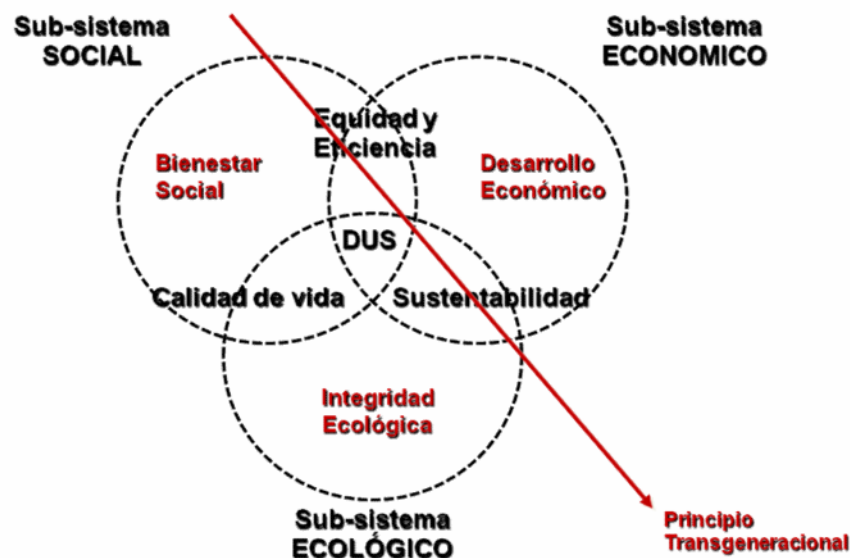 Sub-sistema
SOCIAL
Sub-sistema
ECONOMICO
Equidad y
Eficiencia
Bienestar
Social
Desarrollo
Económico
DUS
Calidad de vida
Sustentabilidad
Integridad
Ecológica
Sub-sistema
ECOLÓGICO
Principio
Transgeneracional